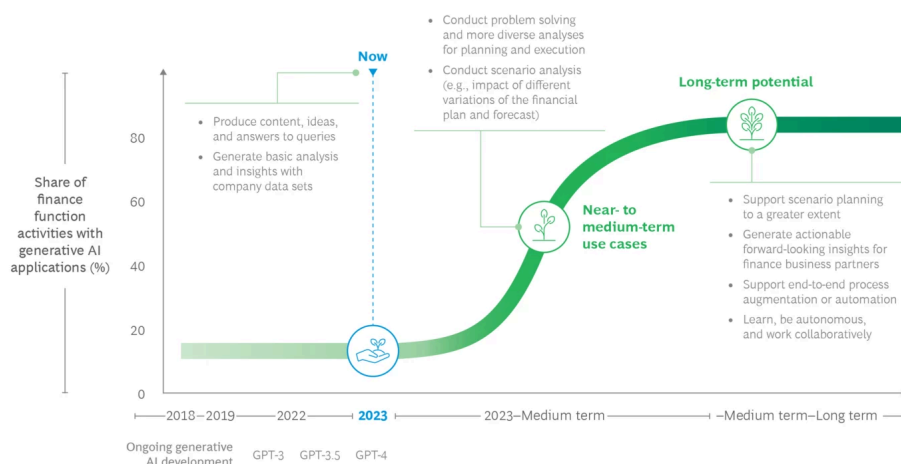 • Conduct problem solving
and more diverse analyses
for planning and execution
• Conduct scenario analysis
(e.g., impact of different
variations of the financial
plan and forecast)
Now
Long-term potential
• Produce content, ideas,
and answers to queries
• Generate basic analysis
and insights with
company data sets
Share of
finance
function
activities with
generative AI
applications (%)
80
60
40
20
0
Near- to
medium-term
use cases
• Support scenario planning
to a greater extent
• Generate actionable
forward-looking insights for
finance business partners
• Support end-to-end process
augmentation or automation
• Learn, be autonomous,
and work collaboratively
2018–2019 2022 2023 2023–Medium term Medium term–Long term
Ongoing generative
AI development
GPT-3 GPT-3.5 GPT-4